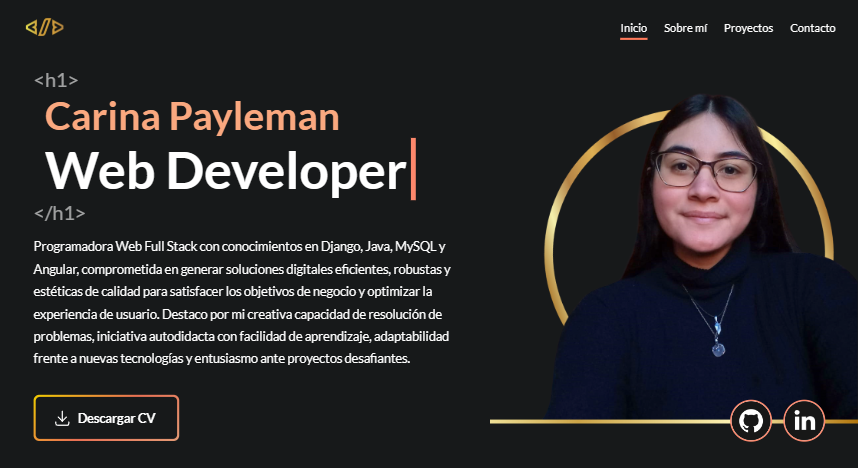 Inicio Sobre mí Proyectos Contacto
<h1>
Carina Payleman
Web Developer
</h1>
Programadora Web Full Stack con conocimientos en Django, Java, MySQL y
Angular, comprometida en generar soluciones digitales eficientes, robustas y
estéticas de calidad para satisfacer los objetivos de negocio y optimizar la
experiencia de usuario. Destaco por mi creativa capacidad de resolución de
problemas, iniciativa autodidacta con facilidad de aprendizaje, adaptabilidad
frente a nuevas tecnologías y entusiasmo ante proyectos desafiantes.
Descargar CV
in